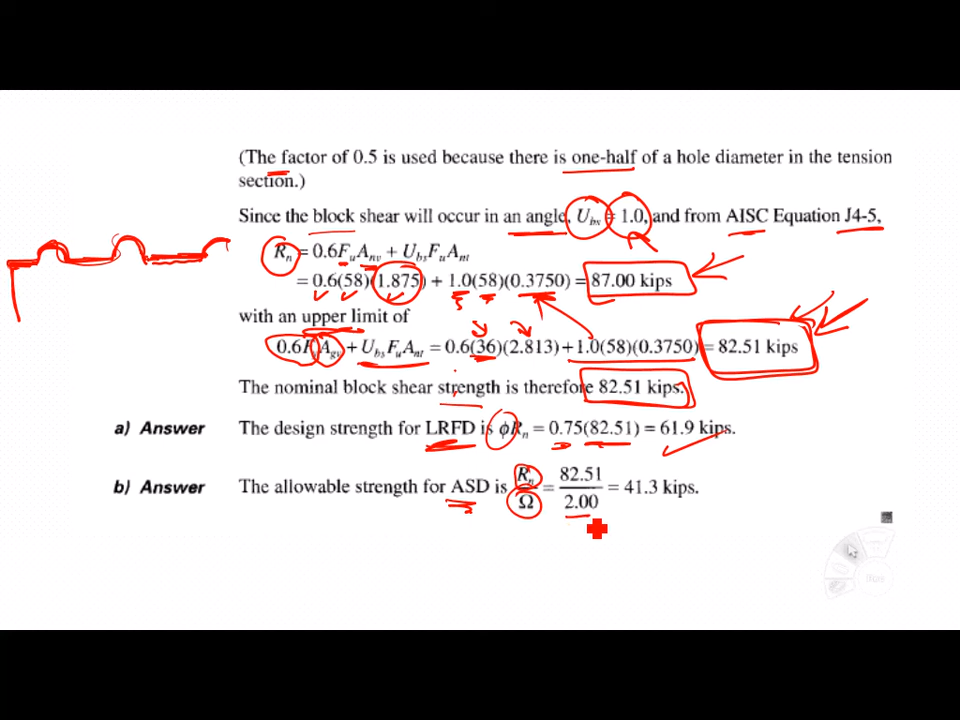 (The factor of 0.5 is used because there is one-half of a hole diameter in the tension
section.)
Since the block shear will occur in an angle, U_bs = 1.0, and from AISC Equation J4-5,
R_n = 0.6F_uA_nv + U_bsF_uA_nt
= 0.6(58)(1.875) + 1.0(58)(0.3750) = 87.00 kips
with an upper limit of
0.6F A_gv + U_bsF_uA_nt = 0.6(36)(2.813) + 1.0(58)(0.3750) = 82.51 kips
The nominal block shear strength is therefore 82.51 kips.
a) Answer The design strength for LRFD is ϕR_n = 0.75(82.51) = 61.9 kips.
b) Answer The allowable strength for ASD is R_n/Ω = 82.51/2.00 = 41.3 kips.